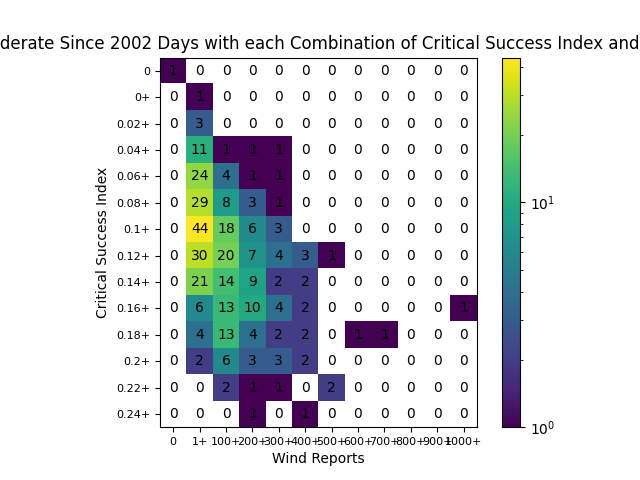 derate Since 2002 Days with each Combination of Critical Success Index and
Critical Success Index
0 1 0 0 0 0 0 0 0 0 0 0 0
0+ 0 1 0 0 0 0 0 0 0 0 0 0
0.02+ 0 3 0 0 0 0 0 0 0 0 0 0
0.04+ 0 11 1 1 1 0 0 0 0 0 0 0
0.06+ 0 24 4 1 1 0 0 0 0 0 0 0
0.08+ 0 29 8 3 1 0 0 0 0 0 0 0
0.1+ 0 44 18 6 3 0 0 0 0 0 0 0
0.12+ 0 30 20 7 4 3 1 0 0 0 0 0
0.14+ 0 21 14 9 2 2 0 0 0 0 0 0
0.16+ 0 6 13 10 4 2 0 0 0 0 0 1
0.18+ 0 4 13 4 2 2 0 1 1 0 0 0
0.2+ 0 2 6 3 3 2 0 0 0 0 0 0
0.22+ 0 0 2 1 1 0 2 0 0 0 0 0
0.24+ 0 0 0 1 0 1 0 0 0 0 0 0
0 1+ 100+ 200+ 300+ 400+ 500+ 600+ 700+ 800+ 900+ 1000+
Wind Reports
10^1
10^0